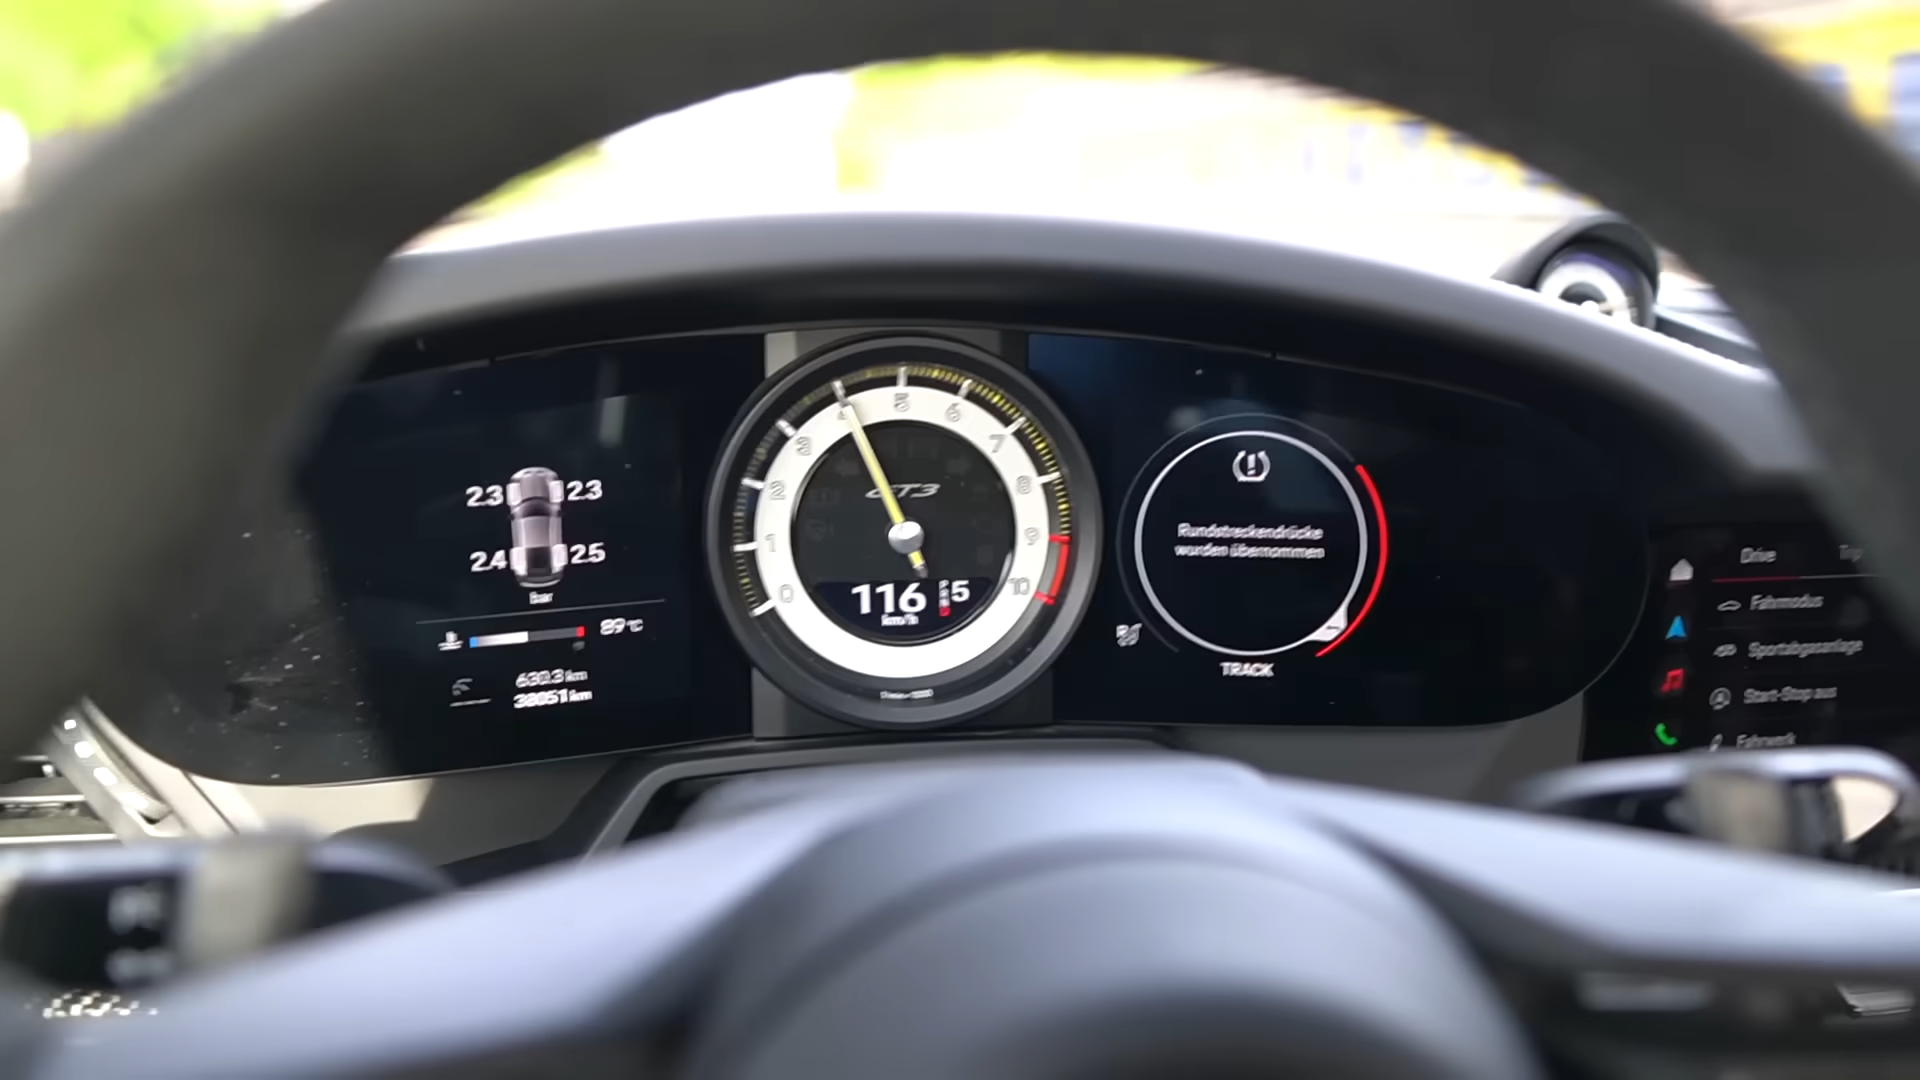 2.3 2.3
2.4 2.5
bar
89 °C
630.3 km
38051 km
0 1 2 3 4 5 6 7 8 9 10
GT3
116
km/h
P
R
N
D
5
Rundstreckendrücke
wurden übernommen
TRACK
Drive
Trip
Fahrmodus
Sportabgasanlage
Start-Stop aus
Fahrwerk